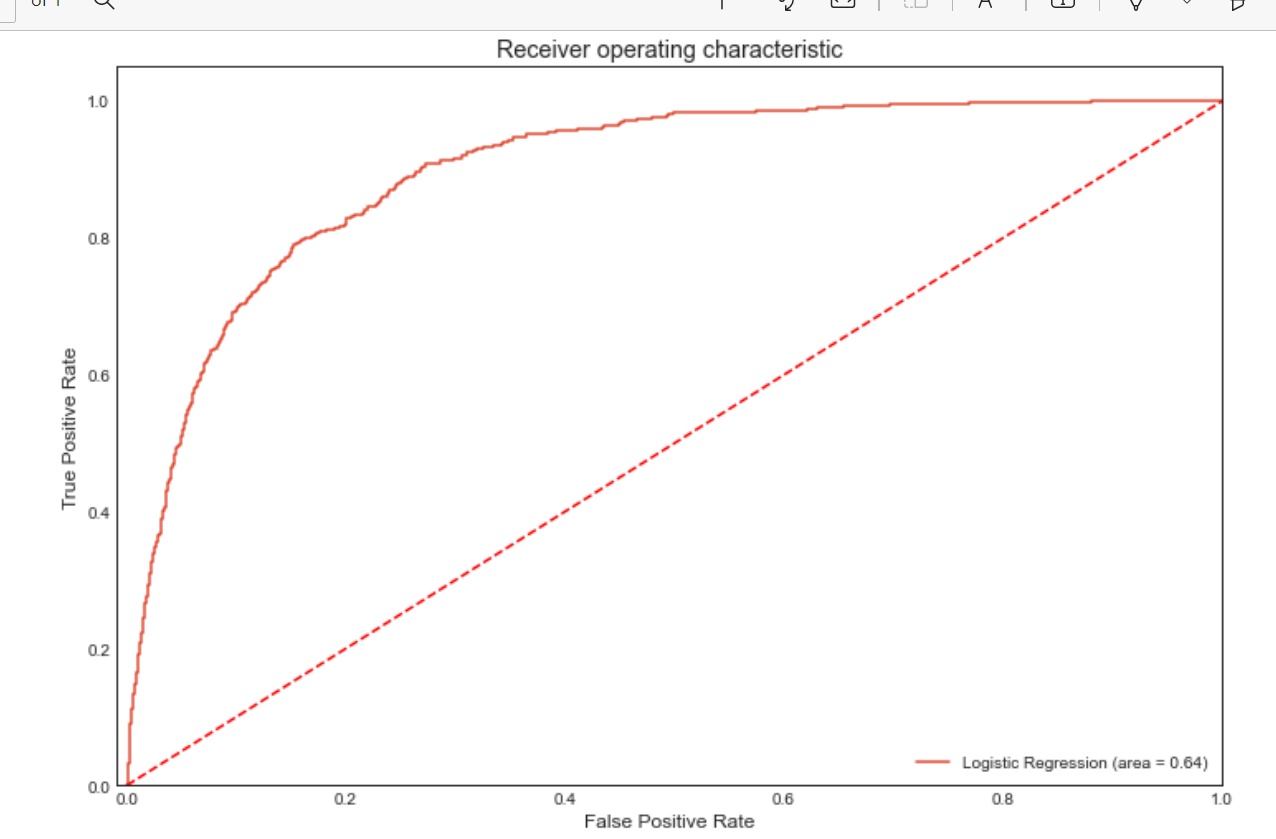 of 1
Receiver operating characteristic
1.0
0.8
0.6
0.4
0.2
0.0
True Positive Rate
0.0 0.2 0.4 0.6 0.8 1.0
False Positive Rate
Logistic Regression (area = 0.64)